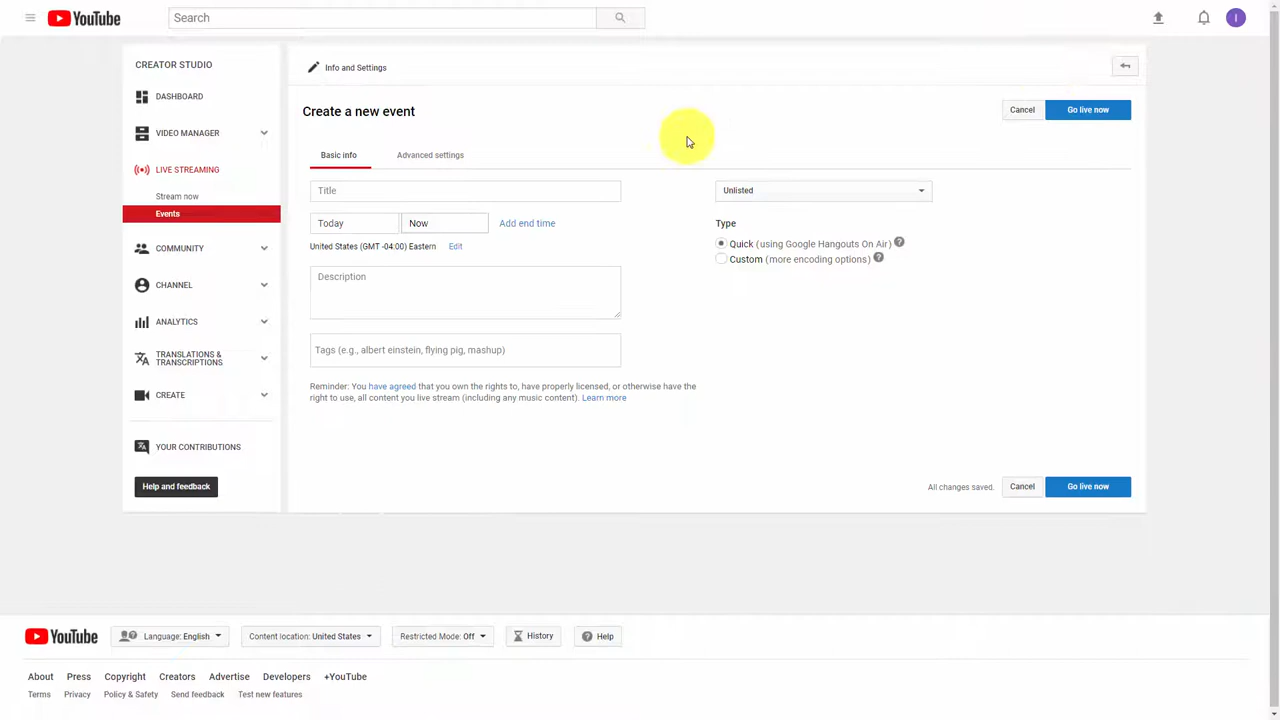 YouTube
Search
I
CREATOR STUDIO
DASHBOARD
VIDEO MANAGER
LIVE STREAMING
Stream now
Events
COMMUNITY
CHANNEL
ANALYTICS
TRANSLATIONS &
TRANSCRIPTIONS
CREATE
YOUR CONTRIBUTIONS
Help and feedback
Info and Settings
Create a new event
Cancel
Go live now
Basic info
Advanced settings
Title
Unlisted
Today
Now
Add end time
Type
United States (GMT -04:00) Eastern
Edit
Quick (using Google Hangouts On Air) ?
Custom (more encoding options) ?
Description
Tags (e.g., albert einstein, flying pig, mashup)
Reminder: You have agreed that you own the rights to, have properly licensed, or otherwise have the
right to use, all content you live stream (including any music content). Learn more
All changes saved.
Cancel
Go live now
YouTube
Language: English
Content location: United States
Restricted Mode: Off
History
Help
About
Press
Copyright
Creators
Advertise
Developers
+YouTube
Terms
Privacy
Policy & Safety
Send feedback
Test new features